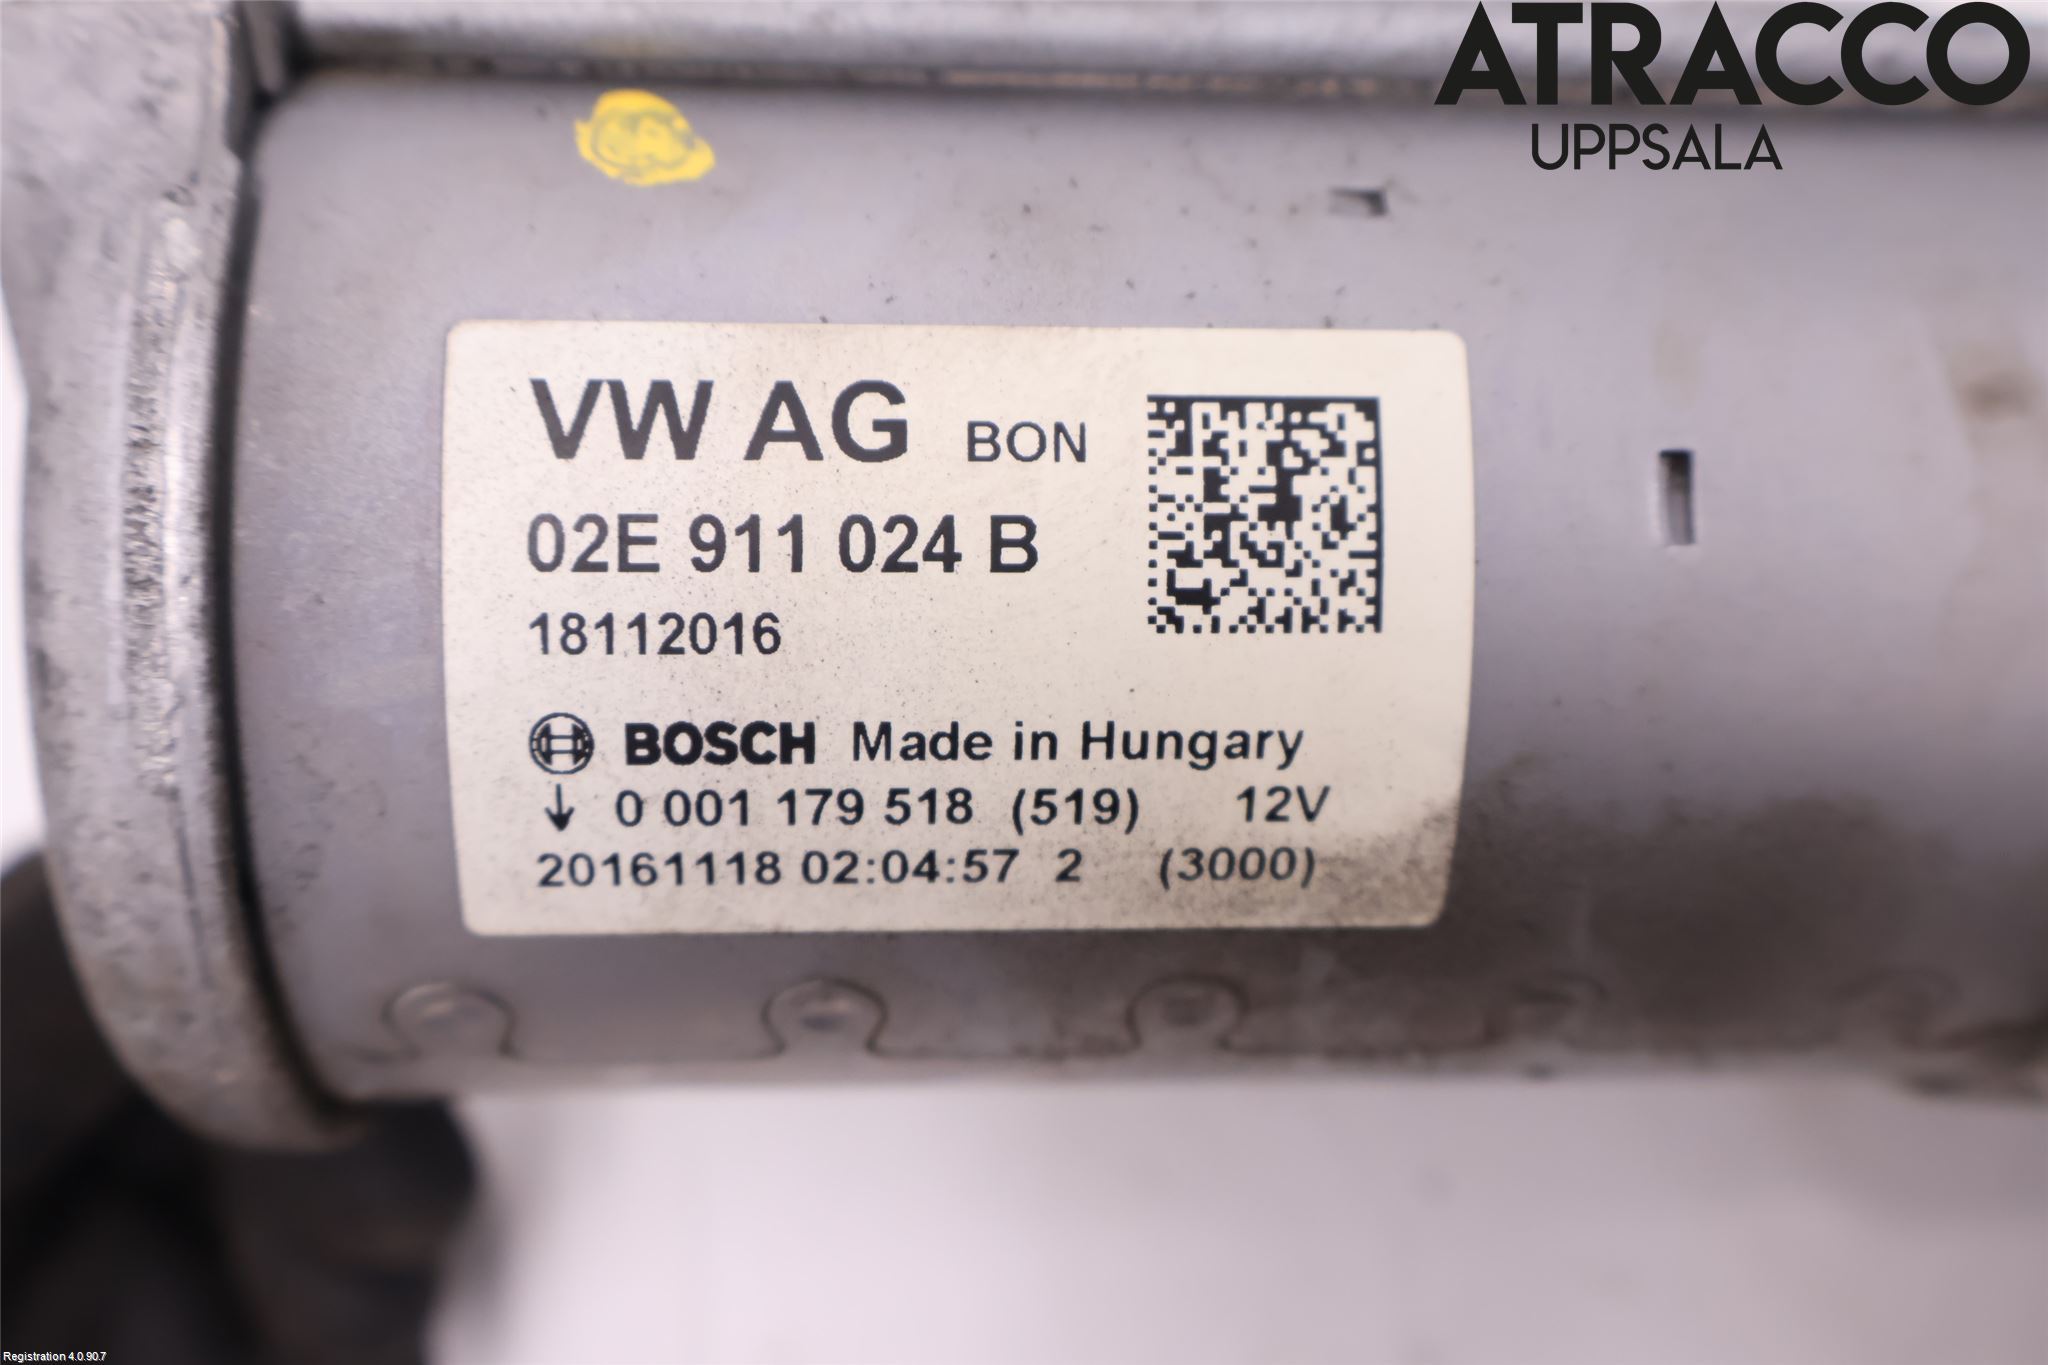 ATRACCO
UPPSALA
VW AG BON
02E 911 024 B
18112016
BOSCH Made in Hungary
↓ 0 001 179 518 (519) 12V
20161118 02:04:57 2 (3000)
Registration 4.0.90.7